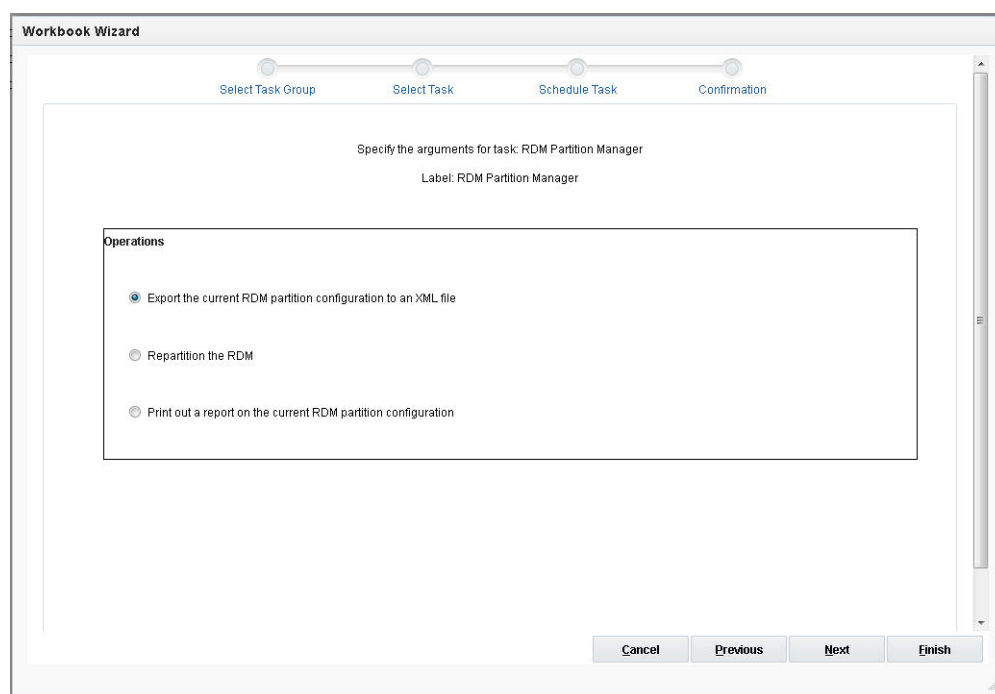 Workbook Wizard
Select Task Group
Select Task
Schedule Task
Confirmation
Specify the arguments for task: RDM Partition Manager
Label: RDM Partition Manager
Operations
Export the current RDM partition configuration to an XML file
Repartition the RDM
Print out a report on the current RDM partition configuration
Cancel
Previous
Next
Finish